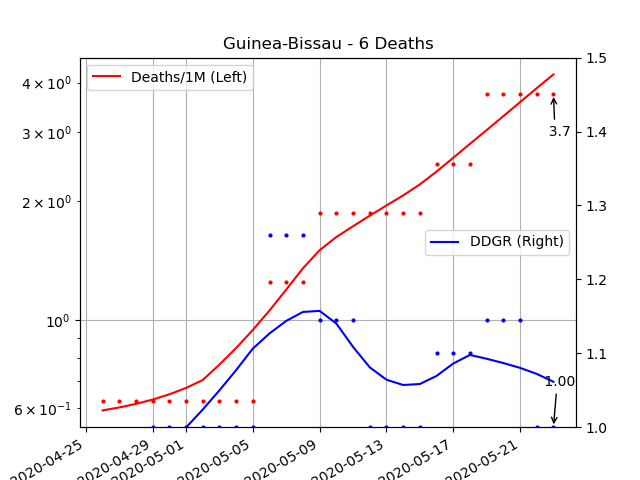 Guinea-Bissau - 6 Deaths
Deaths/1M (Left)
DDGR (Right)
4 × 10⁰
3 × 10⁰
2 × 10⁰
10⁰
6 × 10⁻¹
1.5
1.4
1.3
1.2
1.1
1.0
3.7
1.00
2020-04-25
2020-04-29
2020-05-01
2020-05-05
2020-05-09
2020-05-13
2020-05-17
2020-05-21